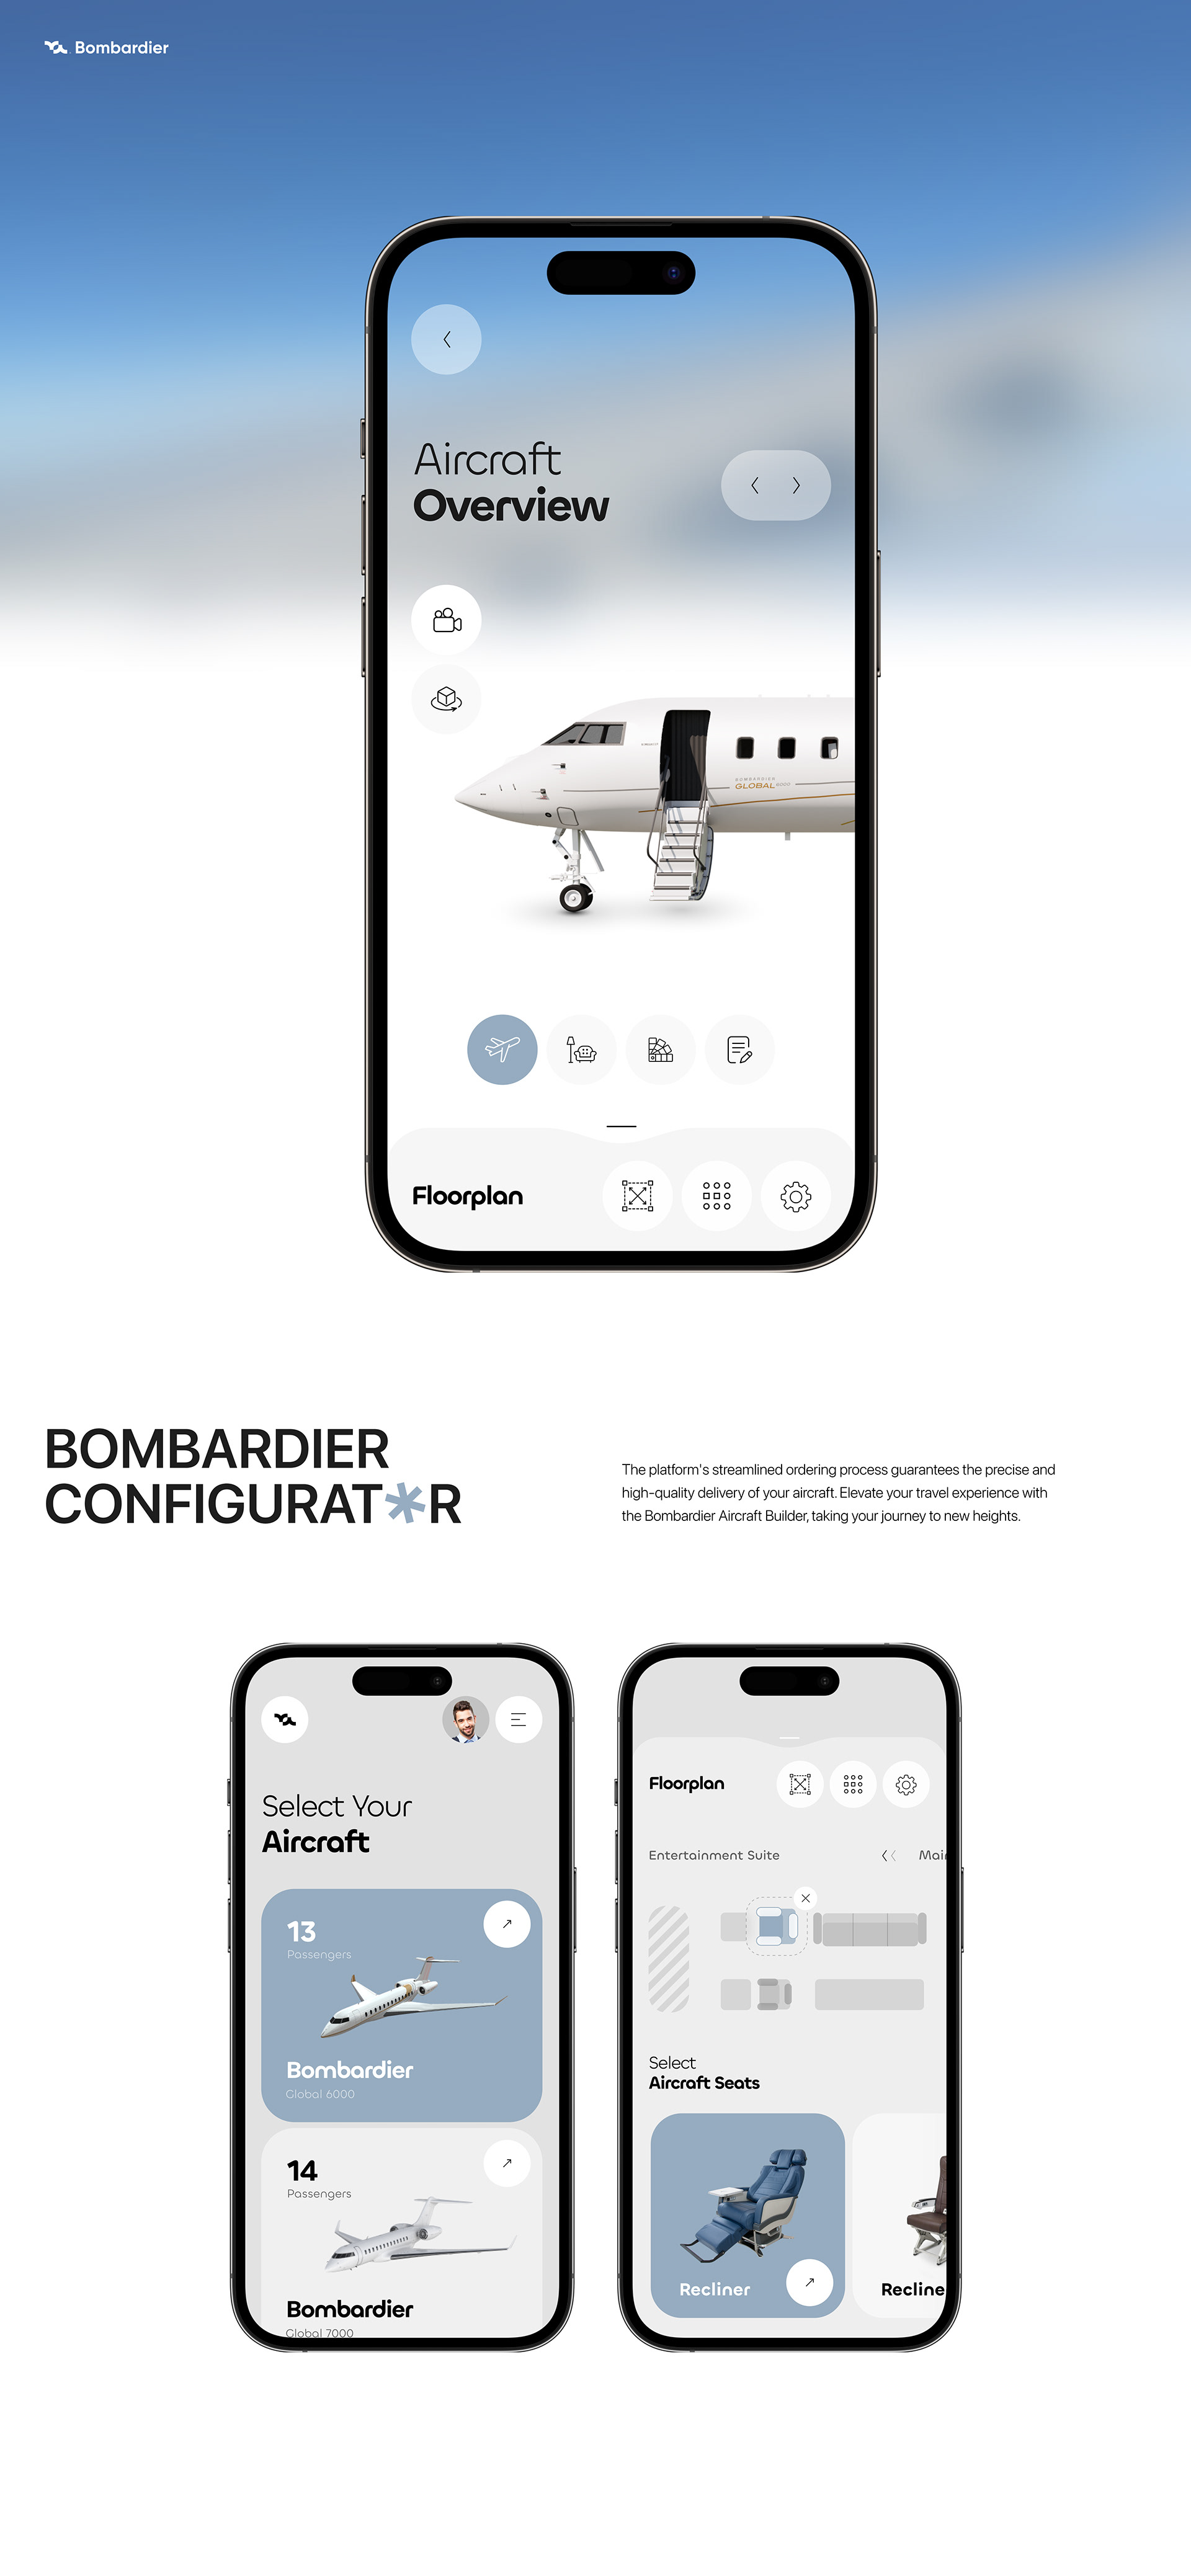 Bombardier
Aircraft
Overview
BOMBARDIER
GLOBAL 6000
Floorplan
BOMBARDIER
CONFIGURAT*R
The platform's streamlined ordering process guarantees the precise and
high-quality delivery of your aircraft. Elevate your travel experience with
the Bombardier Aircraft Builder, taking your journey to new heights.
Select Your
Aircraft
13
Passengers
Bombardier
Global 6000
14
Passengers
Bombardier
Global 7000
Floorplan
Entertainment Suite
Mai
Select
Aircraft Seats
Recliner
Recline